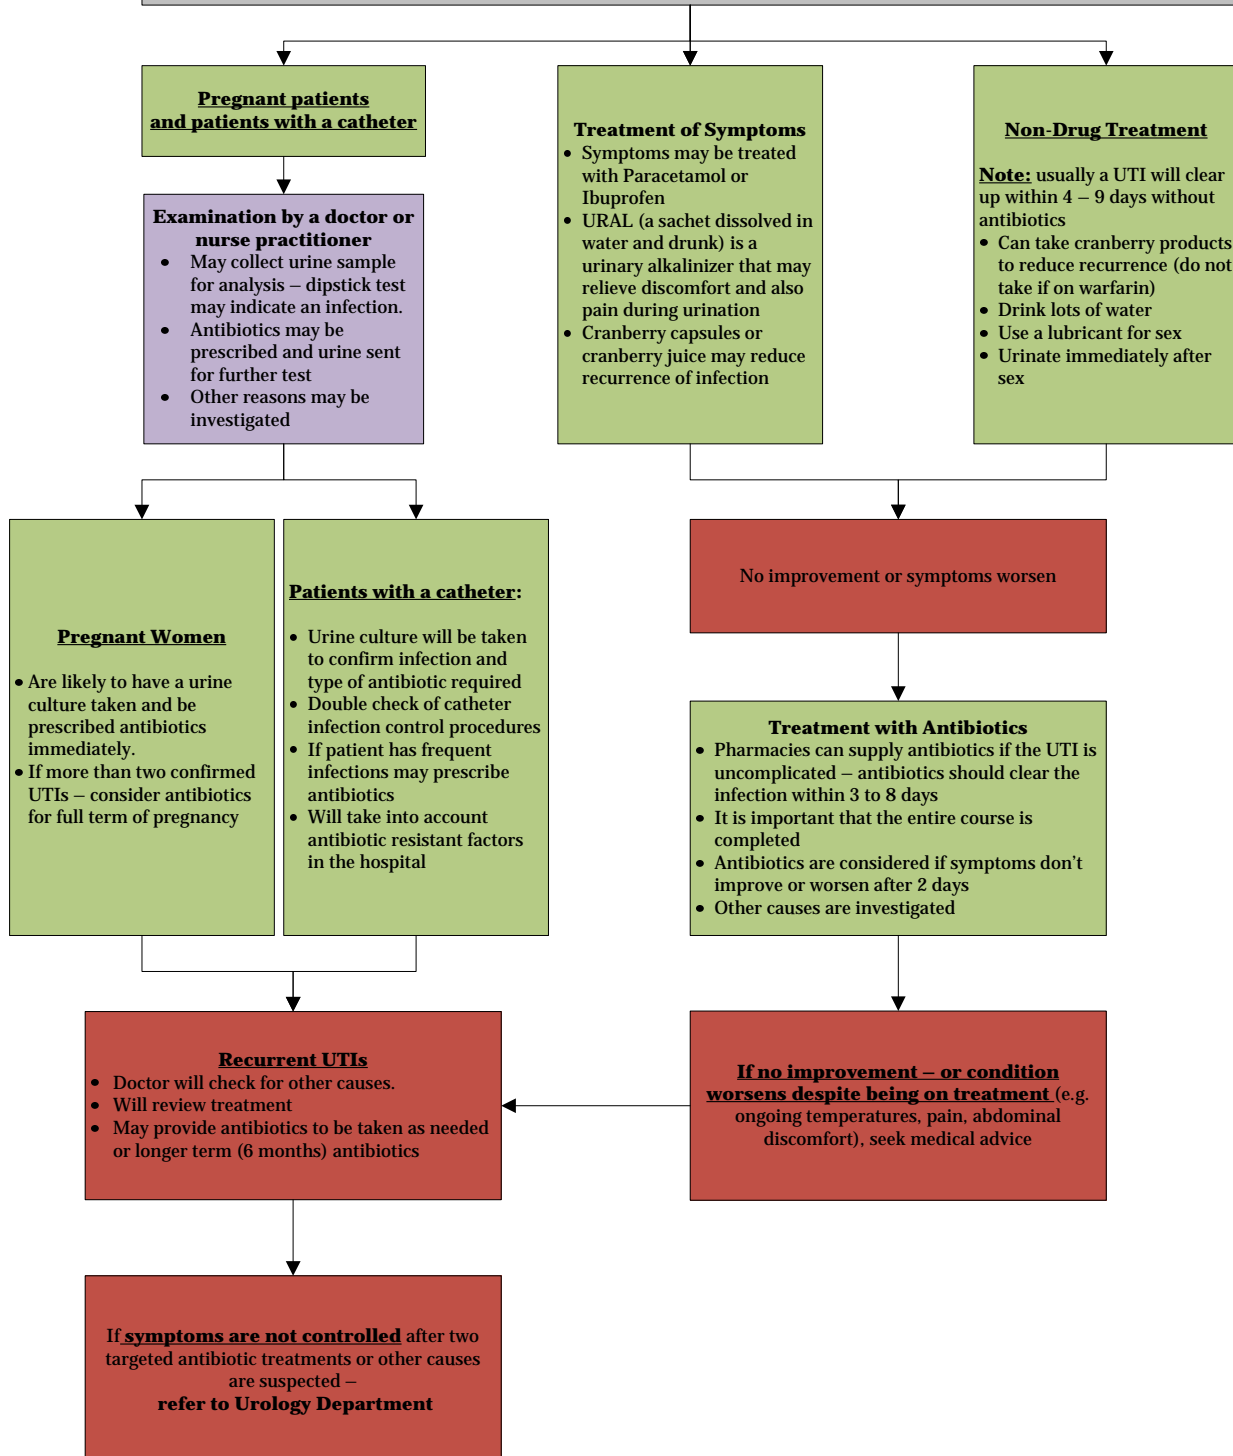 Pregnant patients
and patients with a catheter
Examination by a doctor or
nurse practitioner
• May collect urine sample
for analysis – dipstick test
may indicate an infection.
• Antibiotics may be
prescribed and urine sent
for further test
• Other reasons may be
investigated
Treatment of Symptoms
• Symptoms may be treated
with Paracetamol or
Ibuprofen
• URAL (a sachet dissolved in
water and drunk) is a
urinary alkalinizer that may
relieve discomfort and also
pain during urination
• Cranberry capsules or
cranberry juice may reduce
recurrence of infection
Non-Drug Treatment
Note: usually a UTI will clear
up within 4 – 9 days without
antibiotics
• Can take cranberry products
to reduce recurrence (do not
take if on warfarin)
• Drink lots of water
• Use a lubricant for sex
• Urinate immediately after
sex
Pregnant Women
• Are likely to have a urine
culture taken and be
prescribed antibiotics
immediately.
• If more than two confirmed
UTIs – consider antibiotics
for full term of pregnancy
Patients with a catheter:
• Urine culture will be taken
to confirm infection and
type of antibiotic required
• Double check of catheter
infection control procedures
• If patient has frequent
infections may prescribe
antibiotics
• Will take into account
antibiotic resistant factors
in the hospital
No improvement or symptoms worsen
Treatment with Antibiotics
• Pharmacies can supply antibiotics if the UTI is
uncomplicated – antibiotics should clear the
infection within 3 to 8 days
• It is important that the entire course is
completed
• Antibiotics are considered if symptoms don't
improve or worsen after 2 days
• Other causes are investigated
Recurrent UTIs
• Doctor will check for other causes.
• Will review treatment
• May provide antibiotics to be taken as needed
or longer term (6 months) antibiotics
If no improvement – or condition
worsens despite being on treatment (e.g.
ongoing temperatures, pain, abdominal
discomfort), seek medical advice
If symptoms are not controlled after two
targeted antibiotic treatments or other causes
are suspected –
refer to Urology Department